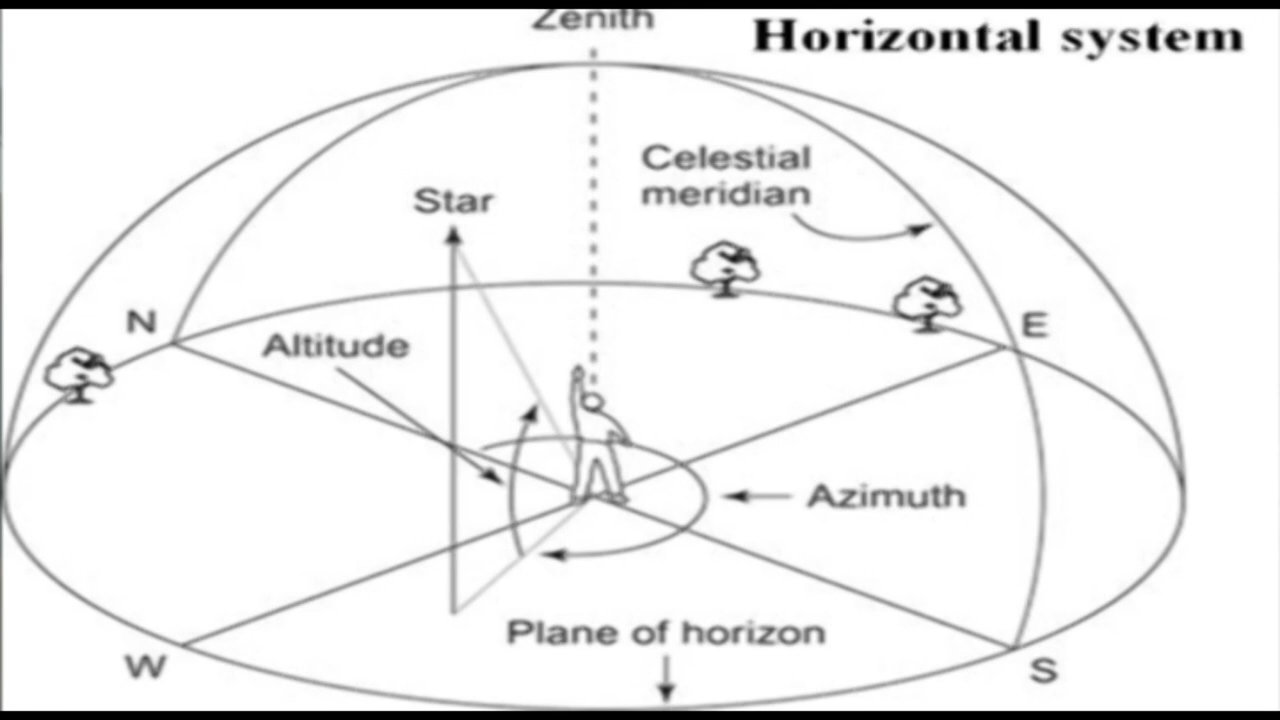 Zenith
Horizontal system
Celestial
meridian
Star
N
Altitude
E
Azimuth
Plane of horizon
W
S